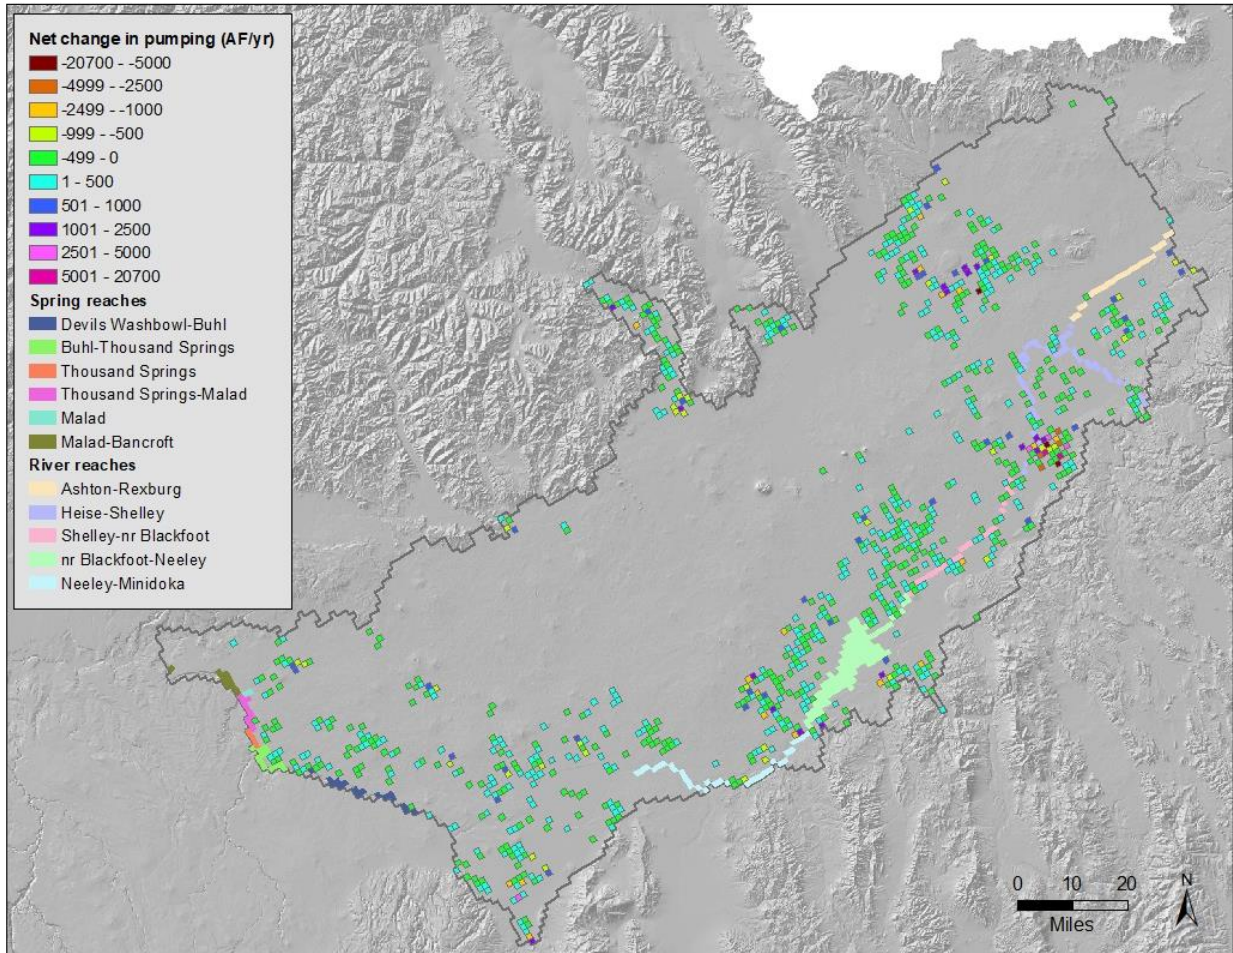 Net change in pumping (AF/yr)
-20700 - -5000
-4999 - -2500
-2499 - -1000
-999 - -500
-499 - 0
1 - 500
501 - 1000
1001 - 2500
2501 - 5000
5001 - 20700
Spring reaches
Devils Washbowl-Buhl
Buhl-Thousand Springs
Thousand Springs
Thousand Springs-Malad
Malad
Malad-Bancroft
River reaches
Ashton-Rexburg
Heise-Shelley
Shelley-nr Blackfoot
nr Blackfoot-Neeley
Neeley-Minidoka
0 10 20
Miles
N